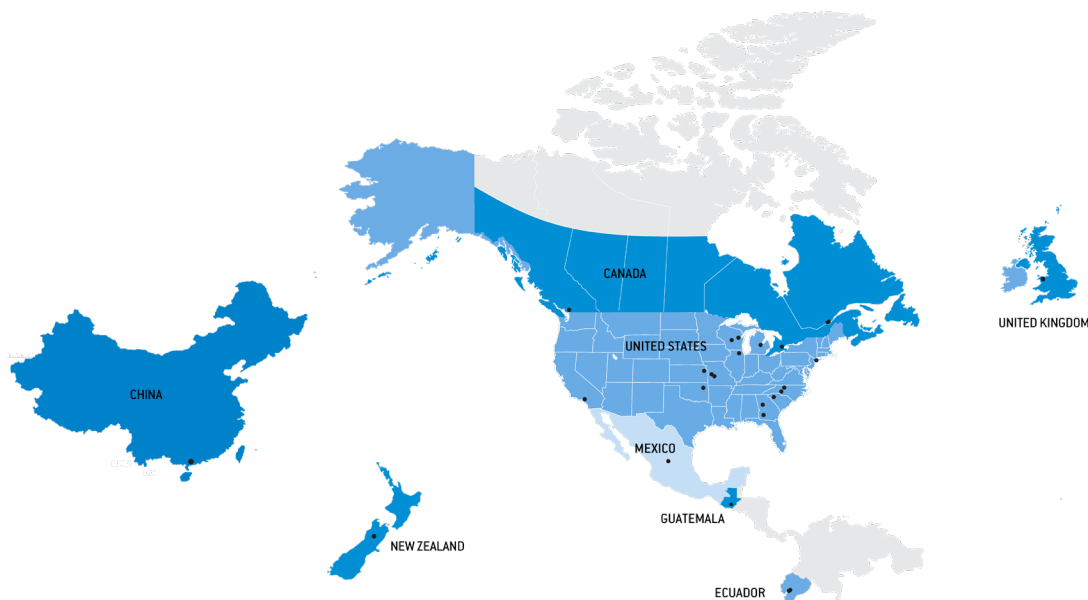 CANADA
UNITED KINGDOM
UNITED STATES
CHINA
MEXICO
GUATEMALA
NEW ZEALAND
ECUADOR